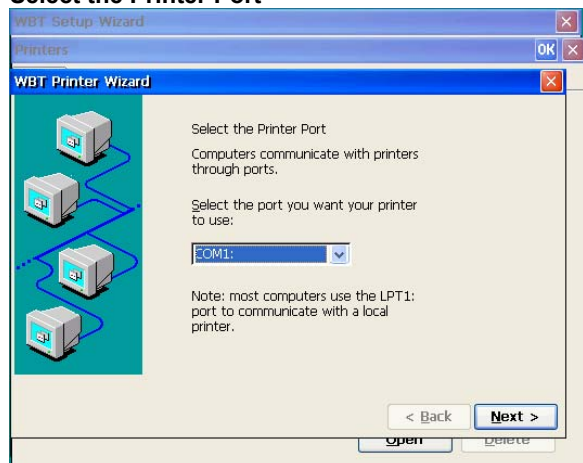 Select the Printer Port
WBT Setup Wizard
Printers
OK
WBT Printer Wizard
Select the Printer Port
Computers communicate with printers
through ports.
Select the port you want your printer
to use:
COM1:
Note: most computers use the LPT1:
port to communicate with a local
printer.
< Back
Next >
Open
Delete